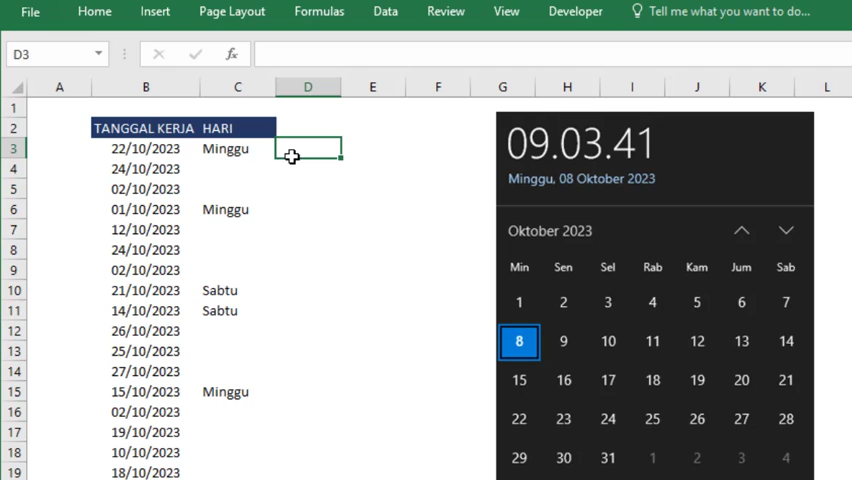 File Home Insert Page Layout Formulas Data Review View Developer Tell me what you want to do...
D3 fx
A B C D E F G H I J K L
1
2 TANGGAL KERJA HARI
3 22/10/2023 Minggu
4 24/10/2023
5 02/10/2023
6 01/10/2023 Minggu
7 12/10/2023
8 24/10/2023
9 02/10/2023
10 21/10/2023 Sabtu
11 14/10/2023 Sabtu
12 26/10/2023
13 25/10/2023
14 27/10/2023
15 15/10/2023 Minggu
16 02/10/2023
17 19/10/2023
18 10/10/2023
19 18/10/2023
09.03.41
Minggu, 08 Oktober 2023
Oktober 2023
Min Sen Sel Rab Kam Jum Sab
1 2 3 4 5 6 7
8 9 10 11 12 13 14
15 16 17 18 19 20 21
22 23 24 25 26 27 28
29 30 31 1 2 3 4